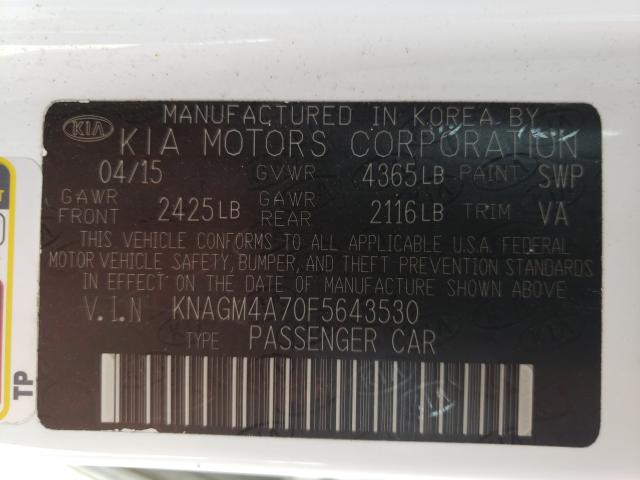 MANUFACTURED IN KOREA BY
KIA KIA MOTORS CORPORATION
04/15 GVWR 4365LB PAINT SWP
GAWR FRONT 2425LB GAWR REAR 2116LB TRIM VA
THIS VEHICLE CONFORMS TO ALL APPLICABLE U.S.A. FEDERAL
MOTOR VEHICLE SAFETY, BUMPER, AND THEFT PREVENTION STANDARDS
IN EFFECT ON THE DATE OF MANUFACTURE SHOWN ABOVE
V.I.N KNAGM4A70F5643530
TYPE PASSENGER CAR
TP